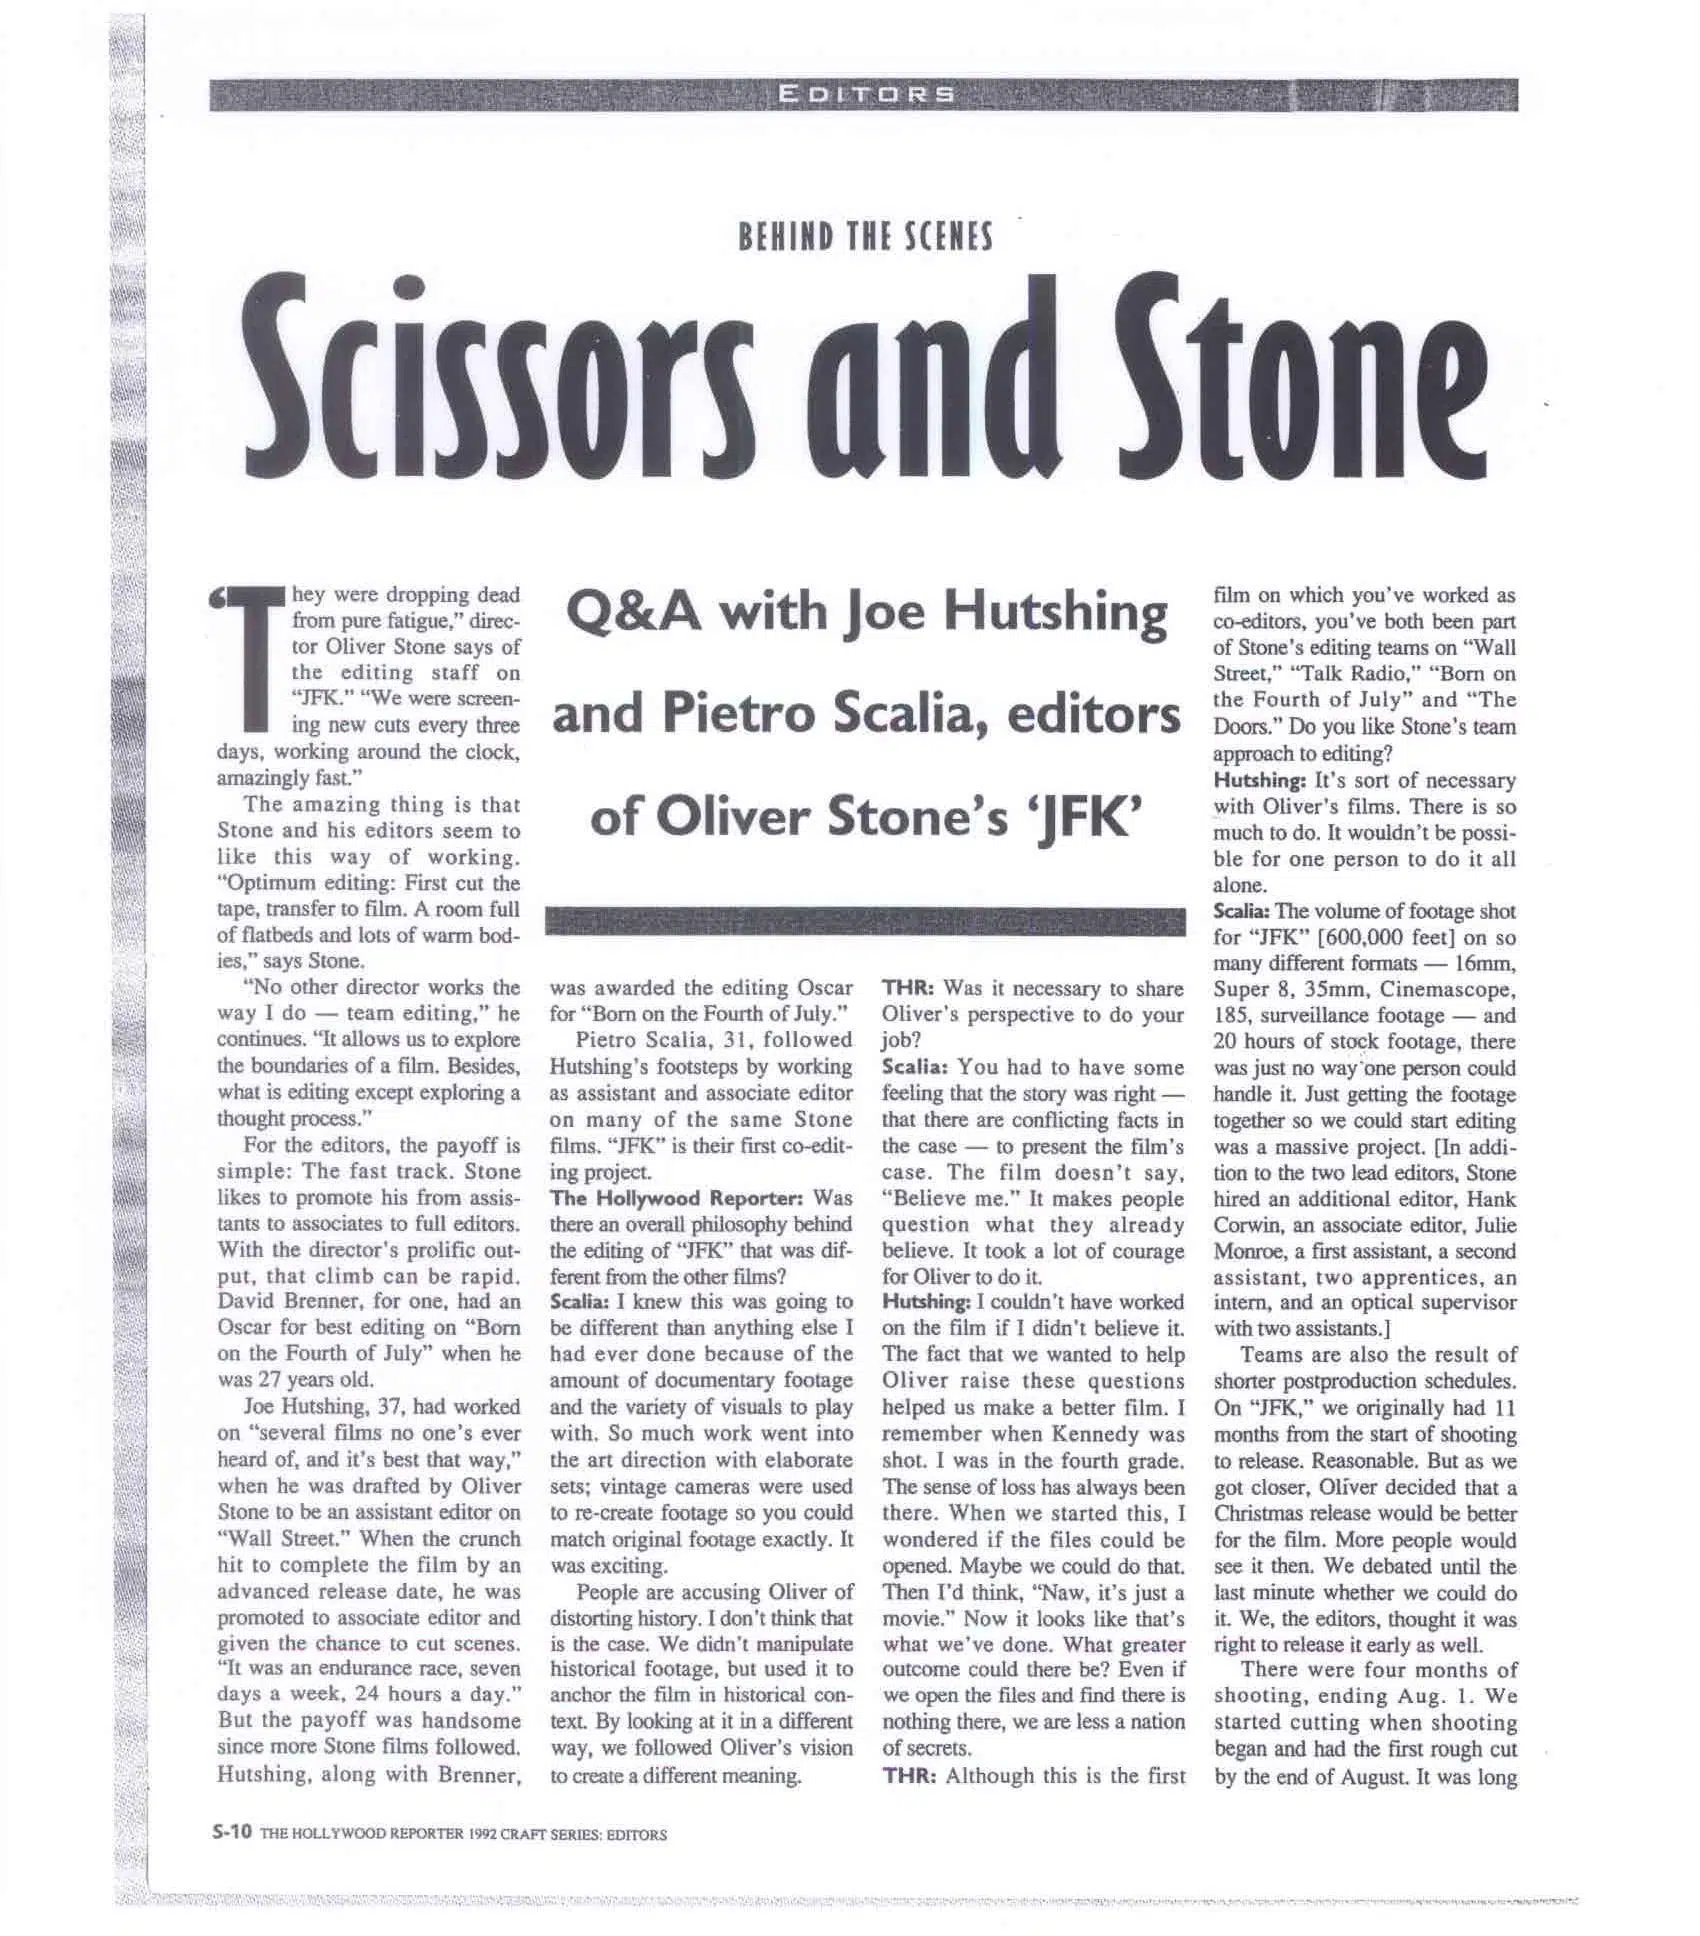 EDITORS
BEHIND THE SCENES
Scissors and Stone
Q&A with Joe Hutshing
and Pietro Scalia, editors
of Oliver Stone's 'JFK'
‘They were dropping dead
from pure fatigue,” direc-
tor Oliver Stone says of
the editing staff on
“JFK.” “We were screen-
ing new cuts every three
days, working around the clock,
amazingly fast.”
The amazing thing is that
Stone and his editors seem to
like this way of working.
“Optimum editing: First cut the
tape, transfer to film. A room full
of flatbeds and lots of warm bod-
ies,” says Stone.
“No other director works the
way I do — team editing,” he
continues. “It allows us to explore
the boundaries of a film. Besides,
what is editing except exploring a
thought process.”
For the editors, the payoff is
simple: The fast track. Stone
likes to promote his from assis-
tants to associates to full editors.
With the director's prolific out-
put, that climb can be rapid.
David Brenner, for one, had an
Oscar for best editing on “Born
on the Fourth of July” when he
was 27 years old.
Joe Hutshing, 37, had worked
on “several films no one's ever
heard of, and it's best that way,”
when he was drafted by Oliver
Stone to be an assistant editor on
“Wall Street.” When the crunch
hit to complete the film by an
advanced release date, he was
promoted to associate editor and
given the chance to cut scenes.
“It was an endurance race, seven
days a week, 24 hours a day.”
But the payoff was handsome
since more Stone films followed.
Hutshing, along with Brenner,
was awarded the editing Oscar
for “Born on the Fourth of July.”
Pietro Scalia, 31, followed
Hutshing's footsteps by working
as assistant and associate editor
on many of the same Stone
films. “JFK” is their first co-edit-
ing project.
The Hollywood Reporter: Was
there an overall philosophy behind
the editing of “JFK” that was dif-
ferent from the other films?
Scalia: I knew this was going to
be different than anything else I
had ever done because of the
amount of documentary footage
and the variety of visuals to play
with. So much work went into
the art direction with elaborate
sets; vintage cameras were used
to re-create footage so you could
match original footage exactly. It
was exciting.
People are accusing Oliver of
distorting history. I don't think that
is the case. We didn't manipulate
historical footage, but used it to
anchor the film in historical con-
text. By looking at it in a different
way, we followed Oliver's vision
to create a different meaning.
THR: Was it necessary to share
Oliver's perspective to do your
job?
Scalia: You had to have some
feeling that the story was right —
that there are conflicting facts in
the case — to present the film's
case. The film doesn't say,
“Believe me.” It makes people
question what they already
believe. It took a lot of courage
for Oliver to do it.
Hutshing: I couldn't have worked
on the film if I didn't believe it.
The fact that we wanted to help
Oliver raise these questions
helped us make a better film. I
remember when Kennedy was
shot. I was in the fourth grade.
The sense of loss has always been
there. When we started this, I
wondered if the files could be
opened. Maybe we could do that.
Then I'd think, “Naw, it's just a
movie.” Now it looks like that's
what we've done. What greater
outcome could there be? Even if
we open the files and find there is
nothing there, we are less a nation
of secrets.
THR: Although this is the first
film on which you've worked as
co-editors, you've both been part
of Stone's editing teams on “Wall
Street,” “Talk Radio,” “Born on
the Fourth of July” and “The
Doors.” Do you like Stone's team
approach to editing?
Hutshing: It's sort of necessary
with Oliver's films. There is so
much to do. It wouldn't be possi-
ble for one person to do it all
alone.
Scalia: The volume of footage shot
for “JFK” [600,000 feet] on so
many different formats — 16mm,
Super 8, 35mm, Cinemascope,
185, surveillance footage — and
20 hours of stock footage, there
was just no way one person could
handle it. Just getting the footage
together so we could start editing
was a massive project. [In addi-
tion to the two lead editors, Stone
hired an additional editor, Hank
Corwin, an associate editor, Julie
Monroe, a first assistant, a second
assistant, two apprentices, an
intern, and an optical supervisor
with two assistants.]
Teams are also the result of
shorter postproduction schedules.
On “JFK,” we originally had 11
months from the start of shooting
to release. Reasonable. But as we
got closer, Oliver decided that a
Christmas release would be better
for the film. More people would
see it then. We debated until the
last minute whether we could do
it. We, the editors, thought it was
right to release it early as well.
There were four months of
shooting, ending Aug. 1. We
started cutting when shooting
began and had the first rough cut
by the end of August. It was long
S-10 THE HOLLYWOOD REPORTER 1992 CRAFT SERIES: EDITORS